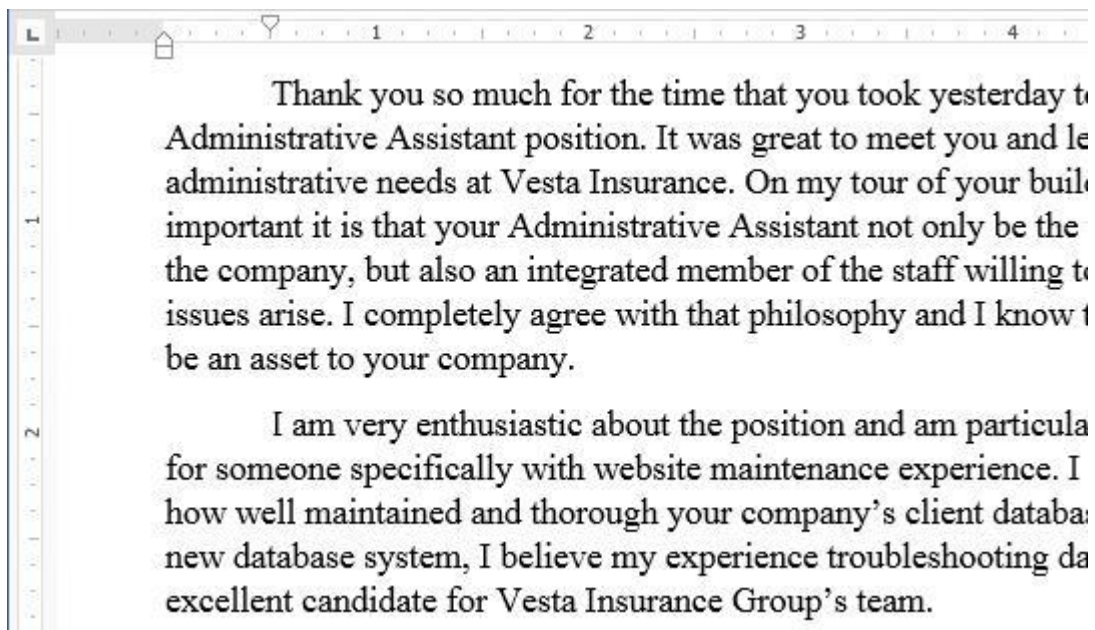 L
1 2 3 4
Thank you so much for the time that you took yesterday
Administrative Assistant position. It was great to meet you and
administrative needs at Vesta Insurance. On my tour of your
important it is that your Administrative Assistant not only be the
the company, but also an integrated member of the staff willing
issues arise. I completely agree with that philosophy and I know
be an asset to your company.
I am very enthusiastic about the position and am
for someone specifically with website maintenance experience. I
how well maintained and thorough your company’s client
new database system, I believe my experience troubleshooting
excellent candidate for Vesta Insurance Group’s team.
1
2